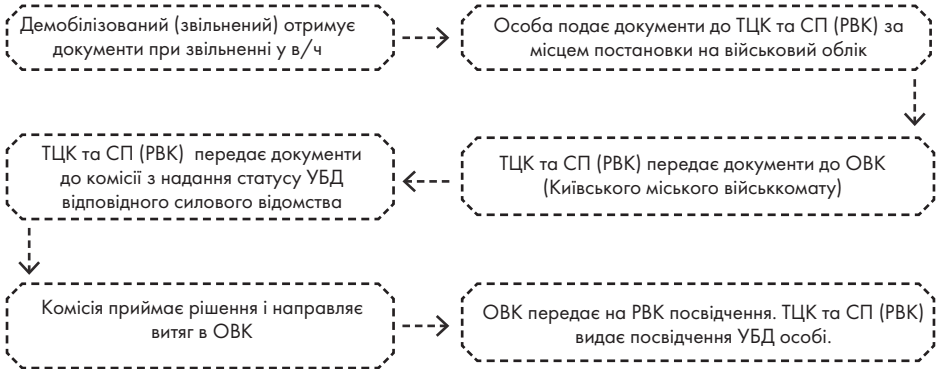 Демобілізований (звільнений) отримує
документи при звільненні у в/ч
Особа подає документи до ТЦК та СП (РВК) за
місцем постановки на військовий облік
ТЦК та СП (РВК) передає документи до ОВК
(Київського міського військкомату)
ТЦК та СП (РВК) передає документи
до комісії з надання статусу УБД
відповідного силового відомства
Комісія приймає рішення і направляє
витяг в ОВК
ОВК передає на РВК посвідчення. ТЦК та СП (РВК)
видає посвідчення УБД особі.